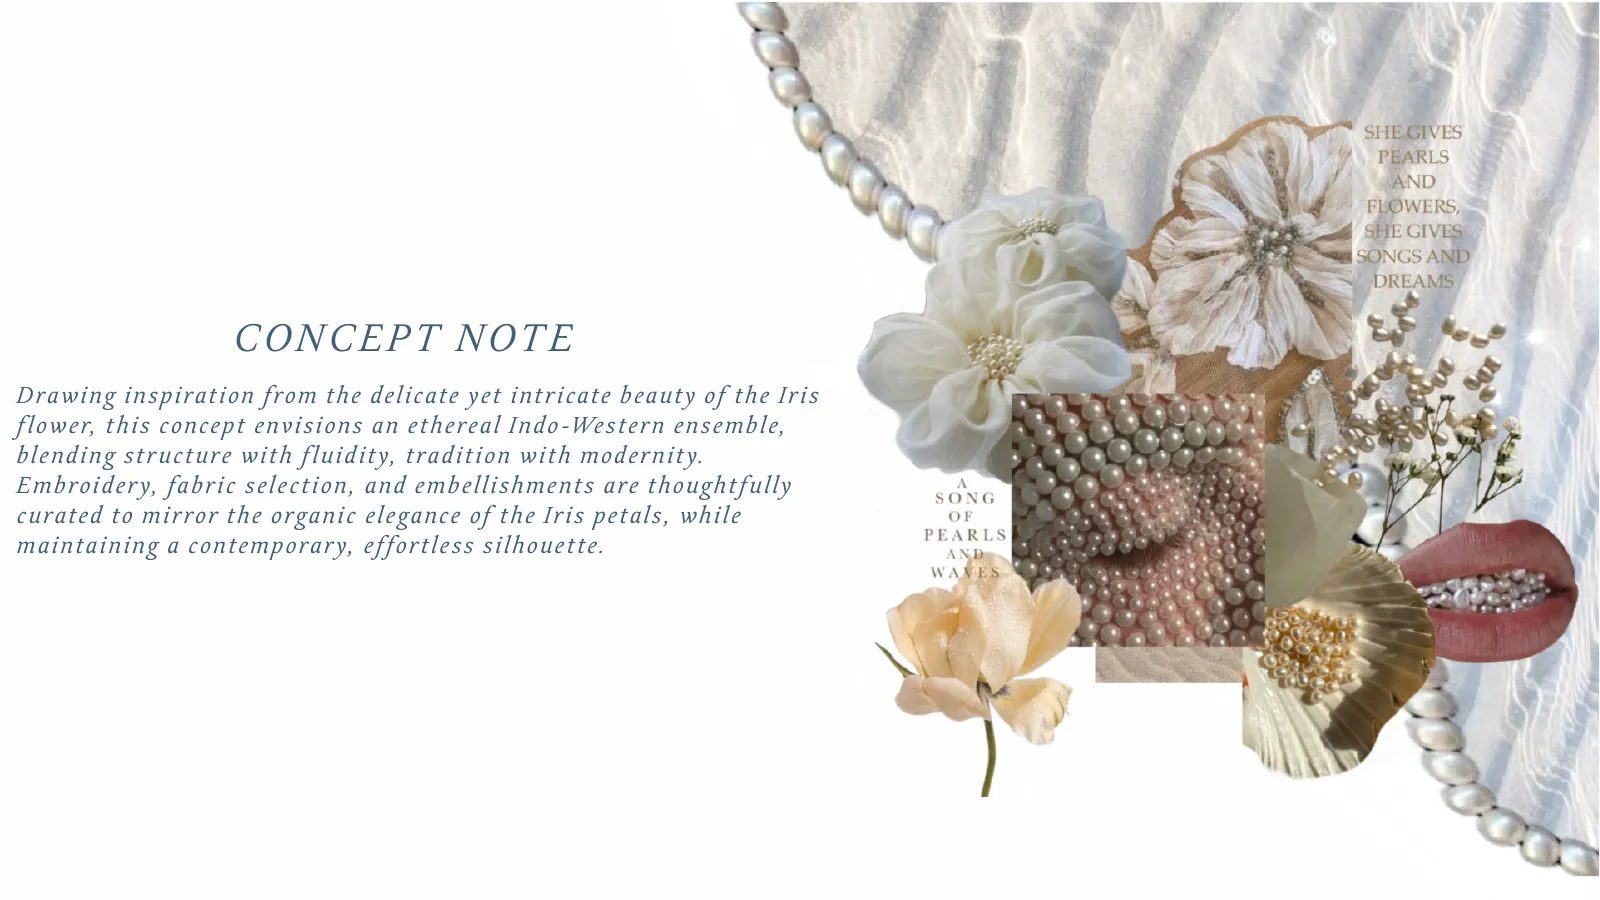 CONCEPT NOTE
Drawing inspiration from the delicate yet intricate beauty of the Iris
flower, this concept envisions an ethereal Indo-Western ensemble,
blending structure with fluidity, tradition with modernity.
Embroidery, fabric selection, and embellishments are thoughtfully
curated to mirror the organic elegance of the Iris petals, while
maintaining a contemporary, effortless silhouette.
SHE GIVES
PEARLS
AND
FLOWERS,
SHE GIVES
SONGS AND
DREAMS
A
SONG
OF
PEARLS
AND
WAVES